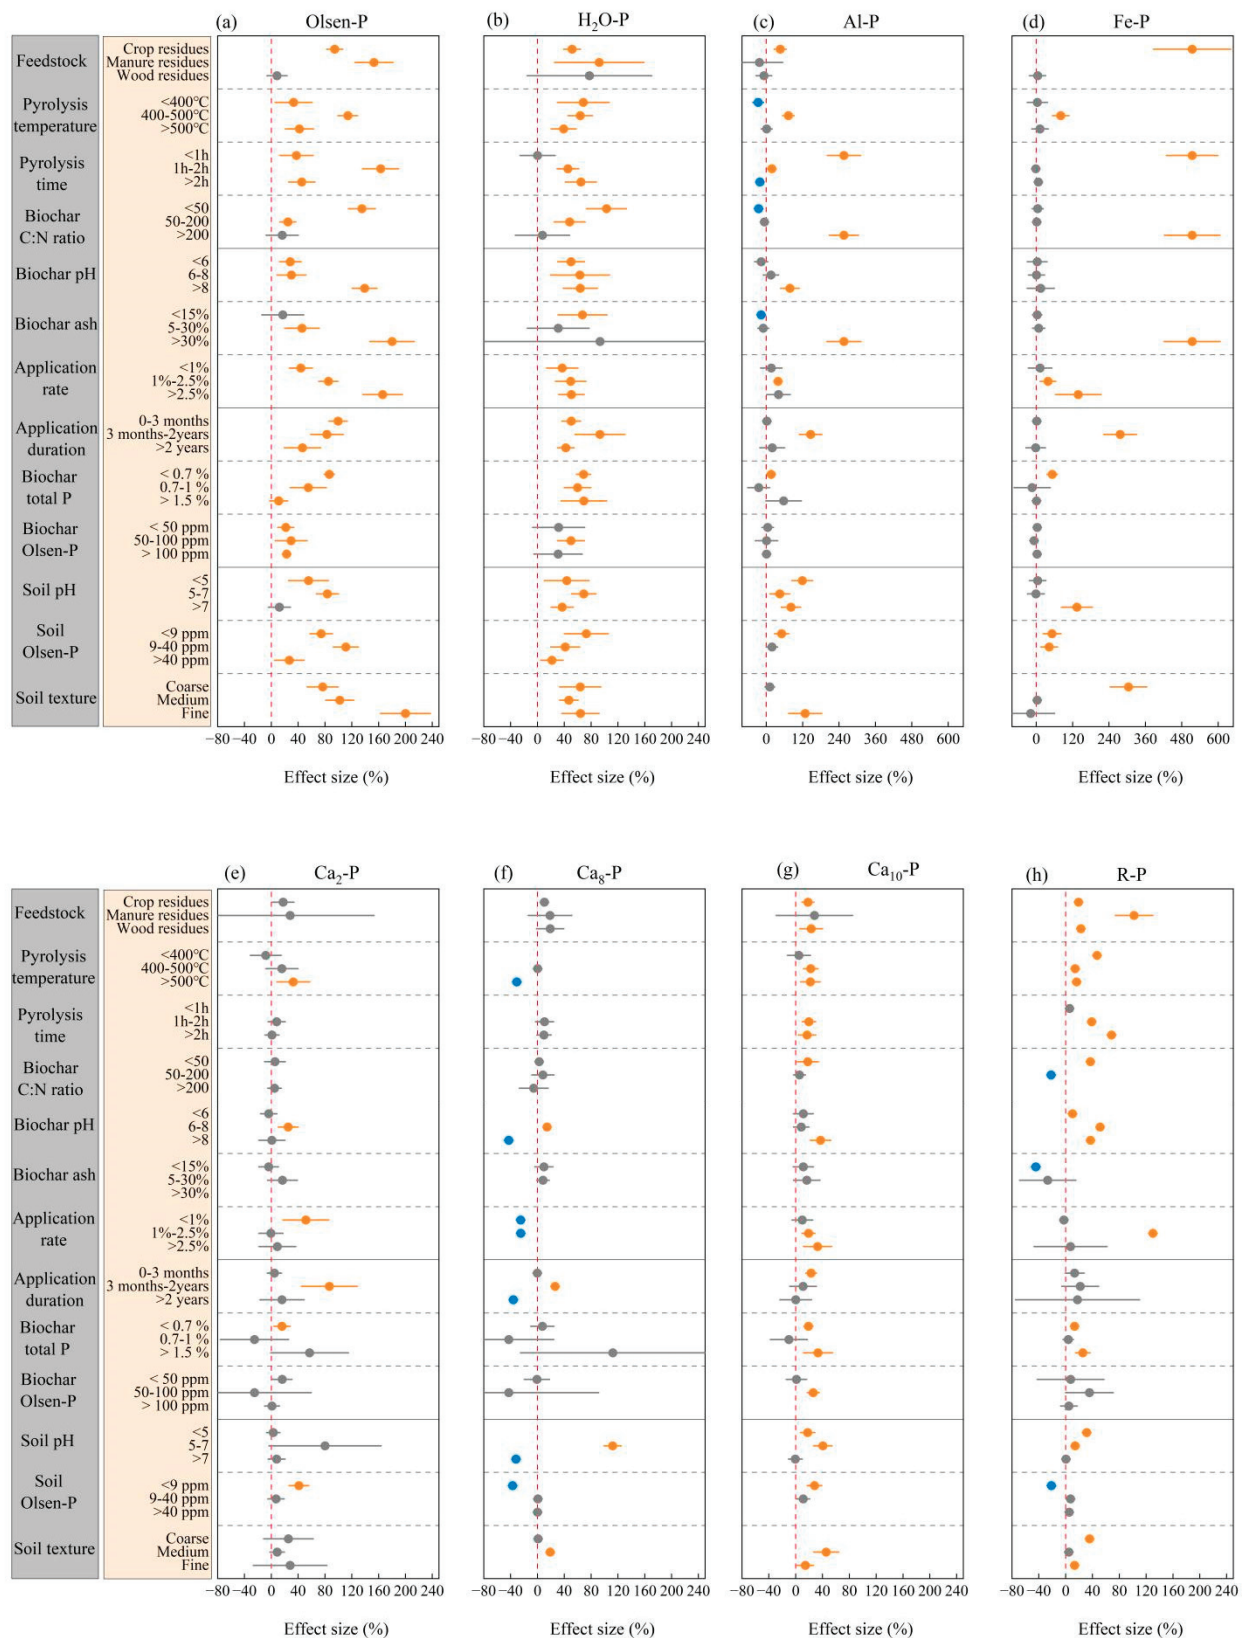 (a) Olsen-P (b) H₂O-P (c) Al-P (d) Fe-P
Feedstock
Crop residues
Manure residues
Wood residues
Pyrolysis
temperature
<400℃
400-500℃
>500℃
Pyrolysis
time
<1h
1h-2h
>2h
Biochar
C:N ratio
<50
50-200
>200
Biochar pH
<6
6-8
>8
Biochar ash
<15%
5-30%
>30%
Application
rate
<1%
1%-2.5%
>2.5%
Application
duration
0-3 months
3 months-2years
>2 years
Biochar
total P
< 0.7 %
0.7-1 %
> 1.5 %
Biochar
Olsen-P
< 50 ppm
50-100 ppm
> 100 ppm
Soil pH
<5
5-7
>7
Soil
Olsen-P
<9 ppm
9-40 ppm
>40 ppm
Soil texture
Coarse
Medium
Fine
−80 −40 0 40 80 120 160 200 240
−80 −40 0 40 80 120 160 200 240
0 120 240 360 480 600
0 120 240 360 480 600
Effect size (%) Effect size (%) Effect size (%) Effect size (%)
(e) Ca₂-P (f) Ca₈-P (g) Ca₁₀-P (h) R-P
Feedstock
Crop residues
Manure residues
Wood residues
Pyrolysis
temperature
<400℃
400-500℃
>500℃
Pyrolysis
time
<1h
1h-2h
>2h
Biochar
C:N ratio
<50
50-200
>200
Biochar pH
<6
6-8
>8
Biochar ash
<15%
5-30%
>30%
Application
rate
<1%
1%-2.5%
>2.5%
Application
duration
0-3 months
3 months-2years
>2 years
Biochar
total P
< 0.7 %
0.7-1 %
> 1.5 %
Biochar
Olsen-P
< 50 ppm
50-100 ppm
> 100 ppm
Soil pH
<5
5-7
>7
Soil
Olsen-P
<9 ppm
9-40 ppm
>40 ppm
Soil texture
Coarse
Medium
Fine
−80 −40 0 40 80 120 160 200 240
−80 −40 0 40 80 120 160 200 240
−80 −40 0 40 80 120 160 200 240
−80 −40 0 40 80 120 160 200 240
Effect size (%) Effect size (%) Effect size (%) Effect size (%)